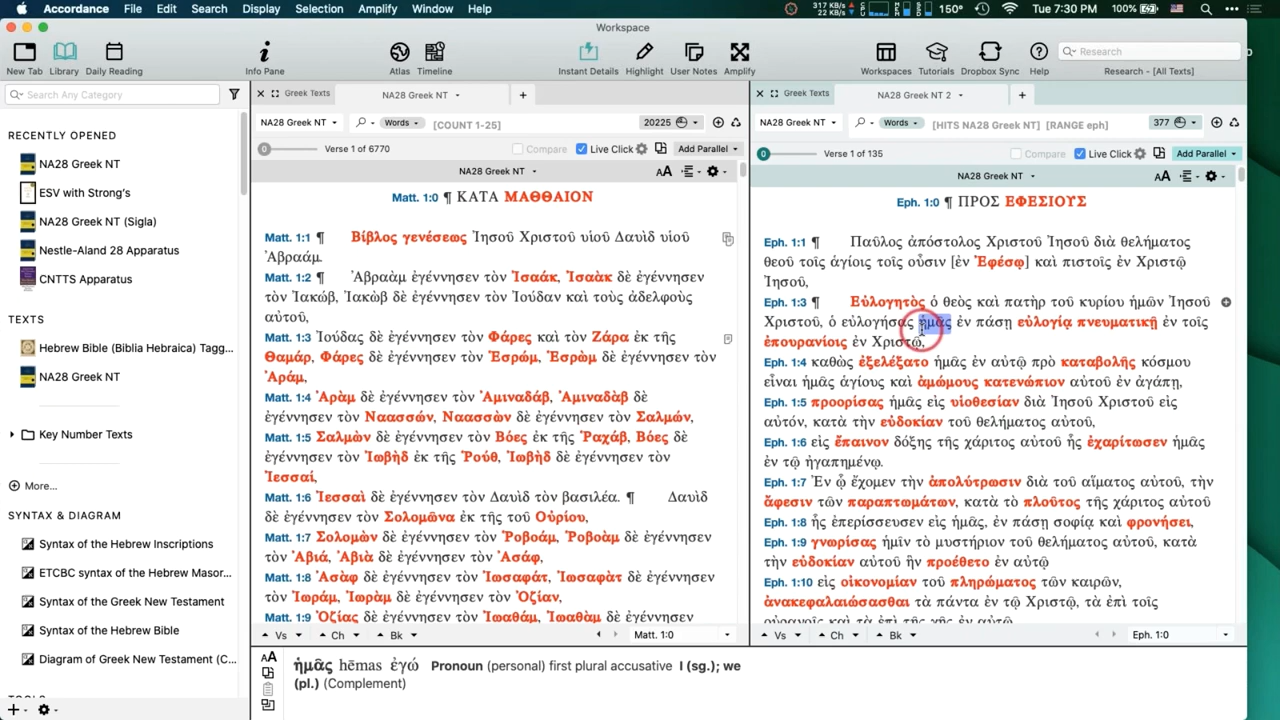 Accordance File Edit Search Display Selection Amplify Window Help 317 KB/s 22 KB/s 150° Tue 7:30 PM 100%
Workspace
New Tab Library Daily Reading Info Pane Atlas Timeline Instant Details Highlight User Notes Amplify Workspaces Tutorials Dropbox Sync Help Research
Research - [All Texts]
Search Any Category
RECENTLY OPENED
NA28 Greek NT
ESV with Strong's
NA28 Greek NT (Sigla)
Nestle-Aland 28 Apparatus
CNTTS Apparatus
TEXTS
Hebrew Bible (Biblia Hebraica) Tagg...
NA28 Greek NT
Key Number Texts
More...
SYNTAX & DIAGRAM
Syntax of the Hebrew Inscriptions
ETCBC syntax of the Hebrew Masor...
Syntax of the Greek New Testament
Syntax of the Hebrew Bible
Diagram of Greek New Testament (C...
Greek Texts NA28 Greek NT
NA28 Greek NT Words [COUNT 1-25] 20225
Verse 1 of 6770 Compare Live Click Add Parallel
NA28 Greek NT
Matt. 1:0 ¶ ΚΑΤΑ ΜΑΘΘΑΙΟΝ
Matt. 1:1 ¶ Βίβλος γενέσεως Ἰησοῦ Χριστοῦ υἱοῦ Δαυὶδ υἱοῦ
Ἀβραάμ.
Matt. 1:2 ¶ Ἀβραὰμ ἐγέννησεν τὸν Ἰσαάκ, Ἰσαὰκ δὲ ἐγέννησεν
τὸν Ἰακώβ, Ἰακὼβ δὲ ἐγέννησεν τὸν Ἰούδαν καὶ τοὺς ἀδελφοὺς
αὐτοῦ,
Matt. 1:3 Ἰούδας δὲ ἐγέννησεν τὸν Φάρες καὶ τὸν Ζάρα ἐκ τῆς
Θαμάρ, Φάρες δὲ ἐγέννησεν τὸν Ἑσρώμ, Ἑσρὼμ δὲ ἐγέννησεν τὸν
Ἀράμ,
Matt. 1:4 Ἀρὰμ δὲ ἐγέννησεν τὸν Ἀμιναδάβ, Ἀμιναδὰβ δὲ
ἐγέννησεν τὸν Ναασσών, Ναασσὼν δὲ ἐγέννησεν τὸν Σαλμών,
Matt. 1:5 Σαλμὼν δὲ ἐγέννησεν τὸν Βόες ἐκ τῆς Ῥαχάβ, Βόες δὲ
ἐγέννησεν τὸν Ἰωβὴδ ἐκ τῆς Ῥούθ, Ἰωβὴδ δὲ ἐγέννησεν τὸν
Ἰεσσαί,
Matt. 1:6 Ἰεσσαὶ δὲ ἐγέννησεν τὸν Δαυὶδ τὸν βασιλέα. ¶ Δαυὶδ
δὲ ἐγέννησεν τὸν Σολομῶνα ἐκ τῆς τοῦ Οὐρίου,
Matt. 1:7 Σολομὼν δὲ ἐγέννησεν τὸν Ῥοβοάμ, Ῥοβοὰμ δὲ ἐγέννησεν
τὸν Ἀβιά, Ἀβιὰ δὲ ἐγέννησεν τὸν Ἀσάφ,
Matt. 1:8 Ἀσὰφ δὲ ἐγέννησεν τὸν Ἰωσαφάτ, Ἰωσαφὰτ δὲ ἐγέννησεν
τὸν Ἰωράμ, Ἰωρὰμ δὲ ἐγέννησεν τὸν Ὀζίαν,
Matt. 1:9 Ὀζίας δὲ ἐγέννησεν τὸν Ἰωαθάμ, Ἰωαθὰμ δὲ ἐγέννησεν
Vs Ch Bk Matt. 1:0
Greek Texts NA28 Greek NT 2
NA28 Greek NT Words [HITS NA28 Greek NT] [RANGE eph] 377
Verse 1 of 135 Compare Live Click Add Parallel
NA28 Greek NT
Eph. 1:0 ¶ ΠΡΟΣ ΕΦΕΣΙΟΥΣ
Eph. 1:1 ¶ Παῦλος ἀπόστολος Χριστοῦ Ἰησοῦ διὰ θελήματος
θεοῦ τοῖς ἁγίοις τοῖς οὖσιν [ἐν Ἐφέσῳ] καὶ πιστοῖς ἐν Χριστῷ
Ἰησοῦ,
Eph. 1:3 ¶ Εὐλογητὸς ὁ θεὸς καὶ πατὴρ τοῦ κυρίου ἡμῶν Ἰησοῦ
Χριστοῦ, ὁ εὐλογήσας ἡμᾶς ἐν πάσῃ εὐλογίᾳ πνευματικῇ ἐν τοῖς
ἐπουρανίοις ἐν Χριστῷ,
Eph. 1:4 καθὼς ἐξελέξατο ἡμᾶς ἐν αὐτῷ πρὸ καταβολῆς κόσμου
εἶναι ἡμᾶς ἁγίους καὶ ἀμώμους κατενώπιον αὐτοῦ ἐν ἀγάπῃ,
Eph. 1:5 προορίσας ἡμᾶς εἰς υἱοθεσίαν διὰ Ἰησοῦ Χριστοῦ εἰς
αὐτόν, κατὰ τὴν εὐδοκίαν τοῦ θελήματος αὐτοῦ,
Eph. 1:6 εἰς ἔπαινον δόξης τῆς χάριτος αὐτοῦ ἧς ἐχαρίτωσεν ἡμᾶς
ἐν τῷ ἠγαπημένῳ.
Eph. 1:7 Ἐν ᾧ ἔχομεν τὴν ἀπολύτρωσιν διὰ τοῦ αἵματος αὐτοῦ, τὴν
ἄφεσιν τῶν παραπτωμάτων, κατὰ τὸ πλοῦτος τῆς χάριτος αὐτοῦ
Eph. 1:8 ἧς ἐπερίσσευσεν εἰς ἡμᾶς, ἐν πάσῃ σοφίᾳ καὶ φρονήσει,
Eph. 1:9 γνωρίσας ἡμῖν τὸ μυστήριον τοῦ θελήματος αὐτοῦ, κατὰ
τὴν εὐδοκίαν αὐτοῦ ἣν προέθετο ἐν αὐτῷ
Eph. 1:10 εἰς οἰκονομίαν τοῦ πληρώματος τῶν καιρῶν,
ἀνακεφαλαιώσασθαι τὰ πάντα ἐν τῷ Χριστῷ, τὰ ἐπὶ τοῖς
οὐρανοῖς καὶ τὰ ἐπὶ τῆς γῆς ἐν αὐτῷ.
Vs Ch Bk Eph. 1:0
ἡμᾶς hēmas ἐγώ Pronoun (personal) first plural accusative I (sg.); we
(pl.) (Complement)